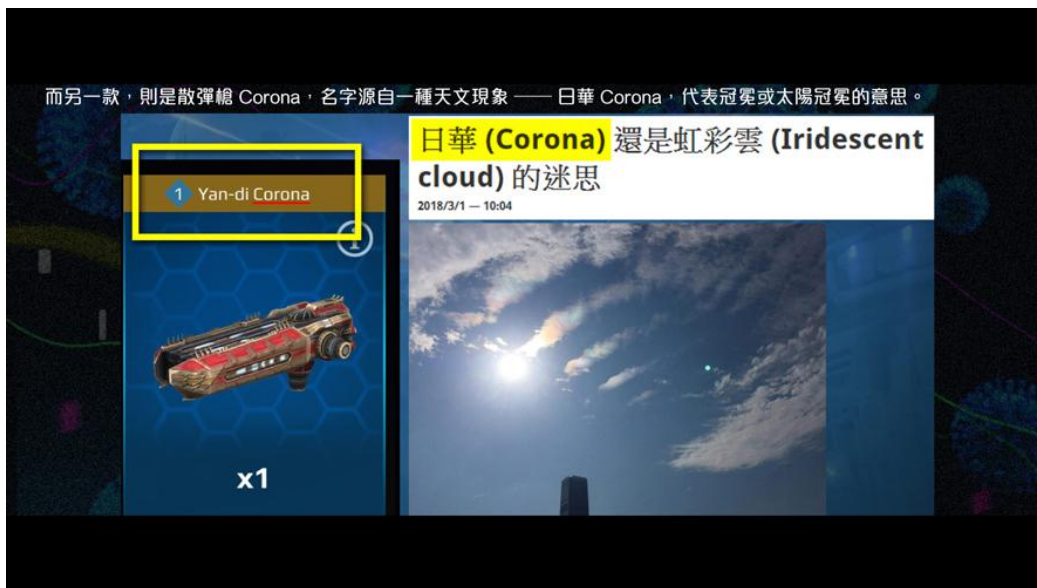 而另一款，則是散彈槍 Corona，名字源自一種天文現象 —— 日華 Corona，代表冠冕或太陽冠冕的意思。
日華 (Corona) 還是虹彩雲 (Iridescent
cloud) 的迷思
2018/3/1 — 10:04
1 Yan-di Corona
x1